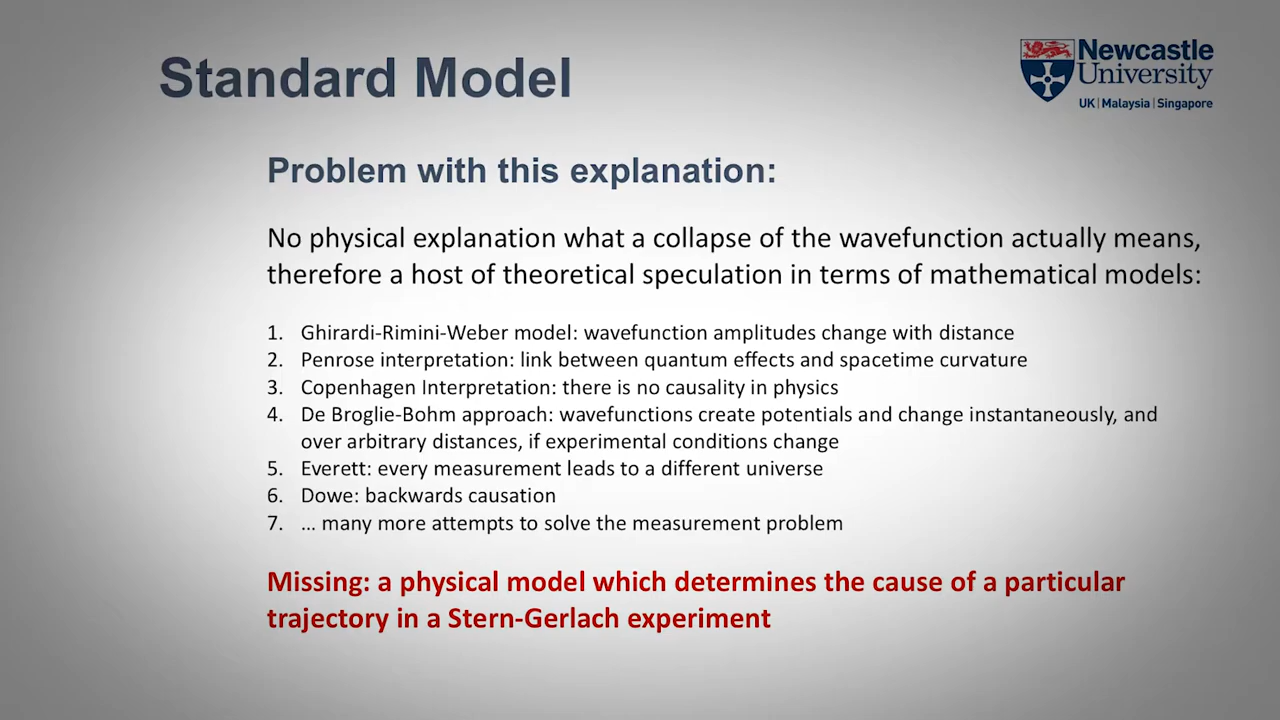 Standard Model
Newcastle
University
UK | Malaysia | Singapore
Problem with this explanation:
No physical explanation what a collapse of the wavefunction actually means,
therefore a host of theoretical speculation in terms of mathematical models:
1. Ghirardi-Rimini-Weber model: wavefunction amplitudes change with distance
2. Penrose interpretation: link between quantum effects and spacetime curvature
3. Copenhagen Interpretation: there is no causality in physics
4. De Broglie-Bohm approach: wavefunctions create potentials and change instantaneously, and
over arbitrary distances, if experimental conditions change
5. Everett: every measurement leads to a different universe
6. Dowe: backwards causation
7. … many more attempts to solve the measurement problem
Missing: a physical model which determines the cause of a particular
trajectory in a Stern-Gerlach experiment